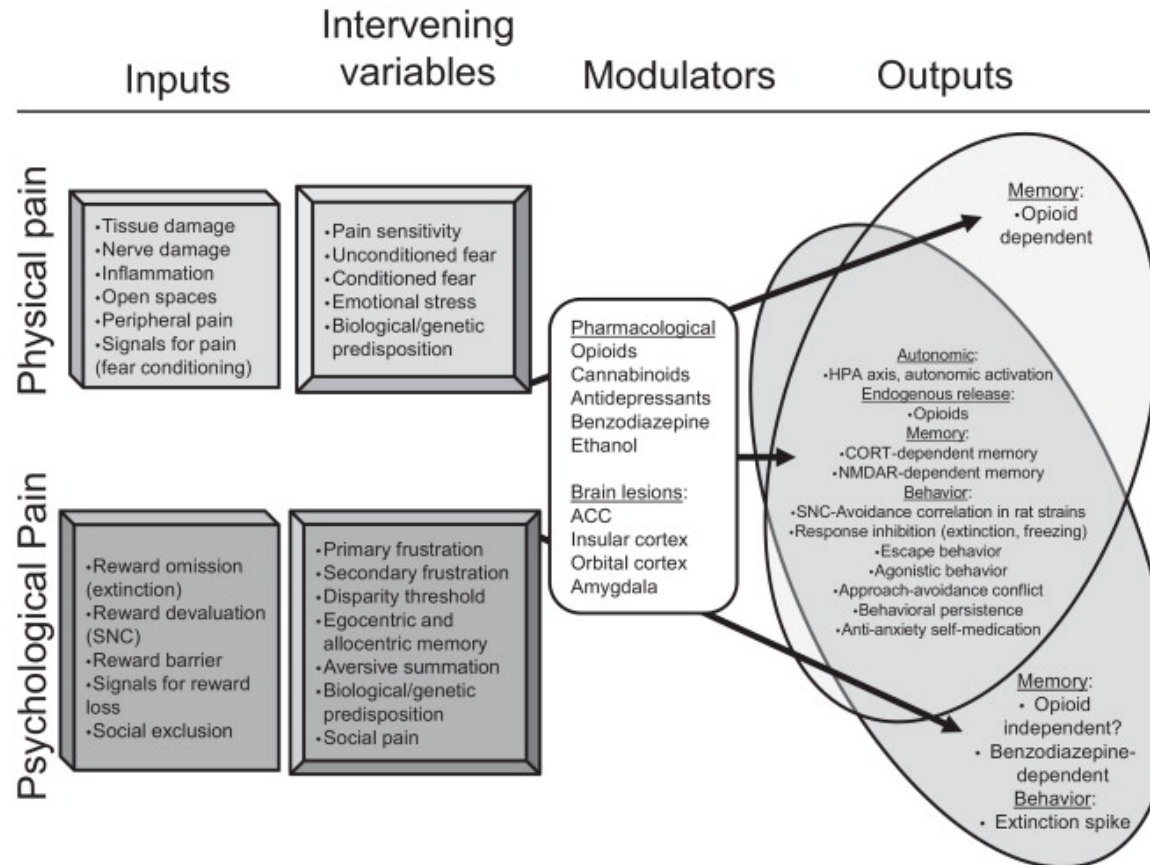 Inputs
Intervening
variables
Modulators
Outputs
Physical pain
•Tissue damage
•Nerve damage
•Inflammation
•Open spaces
•Peripheral pain
•Signals for pain
(fear conditioning)
•Pain sensitivity
•Unconditioned fear
•Conditioned fear
•Emotional stress
•Biological/genetic
predisposition
Psychological Pain
•Reward omission
(extinction)
•Reward devaluation
(SNC)
•Reward barrier
•Signals for reward
loss
•Social exclusion
•Primary frustration
•Secondary frustration
•Disparity threshold
•Egocentric and
allocentric memory
•Aversive summation
•Biological/genetic
predisposition
•Social pain
Pharmacological
Opioids
Cannabinoids
Antidepressants
Benzodiazepine
Ethanol
Brain lesions:
ACC
Insular cortex
Orbital cortex
Amygdala
Memory:
•Opioid
dependent
Autonomic:
•HPA axis, autonomic activation
Endogenous release:
•Opioids
Memory:
•CORT-dependent memory
•NMDAR-dependent memory
Behavior:
•SNC-Avoidance correlation in rat strains
•Response inhibition (extinction, freezing)
•Escape behavior
•Agonistic behavior
•Approach-avoidance conflict
•Behavioral persistence
•Anti-anxiety self-medication
Memory:
• Opioid
independent?
• Benzodiazepine-
dependent
Behavior:
• Extinction spike